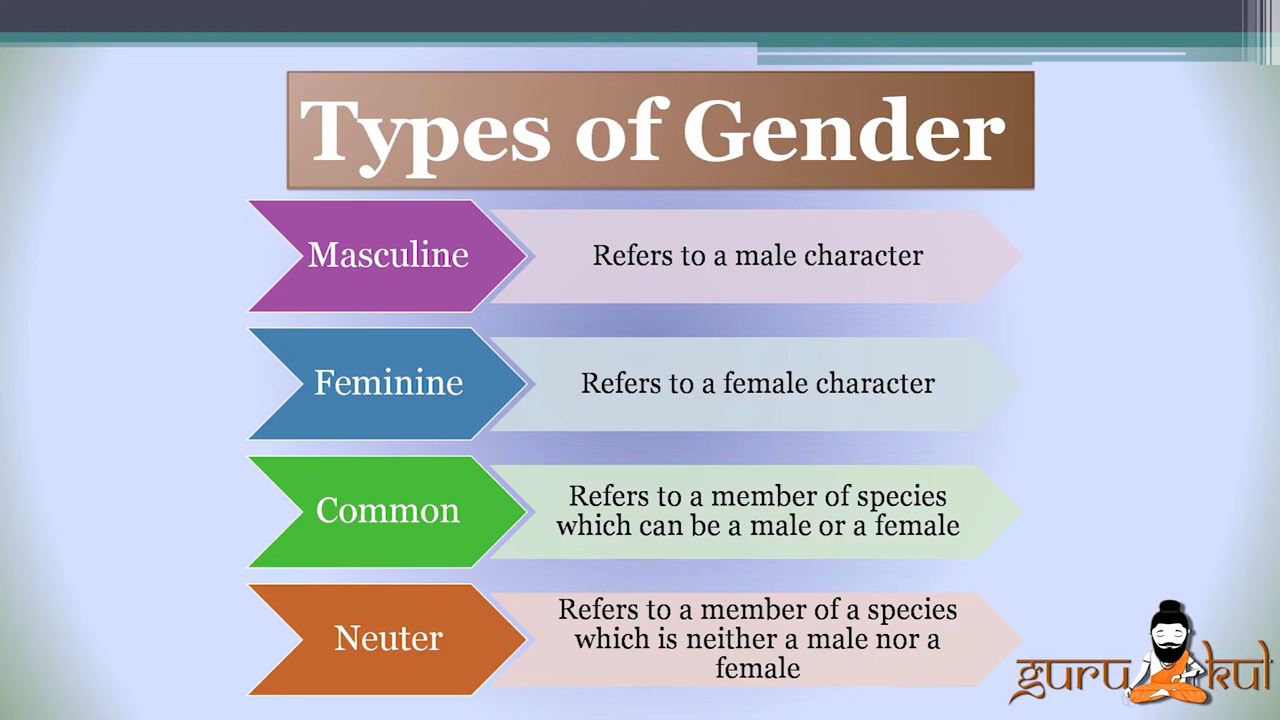 Types of Gender
Masculine
Refers to a male character
Feminine
Refers to a female character
Common
Refers to a member of species
which can be a male or a female
Neuter
Refers to a member of a species
which is neither a male nor a
female
guru kul